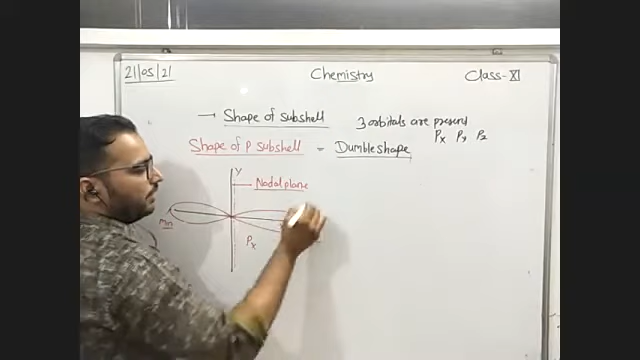 21/05/21 Chemistry Class-XI
→ Shape of subshell 3 orbitals are present
Px Py Pz
Shape of P subshell = Dumble shape
Y
Nodal plane
Px